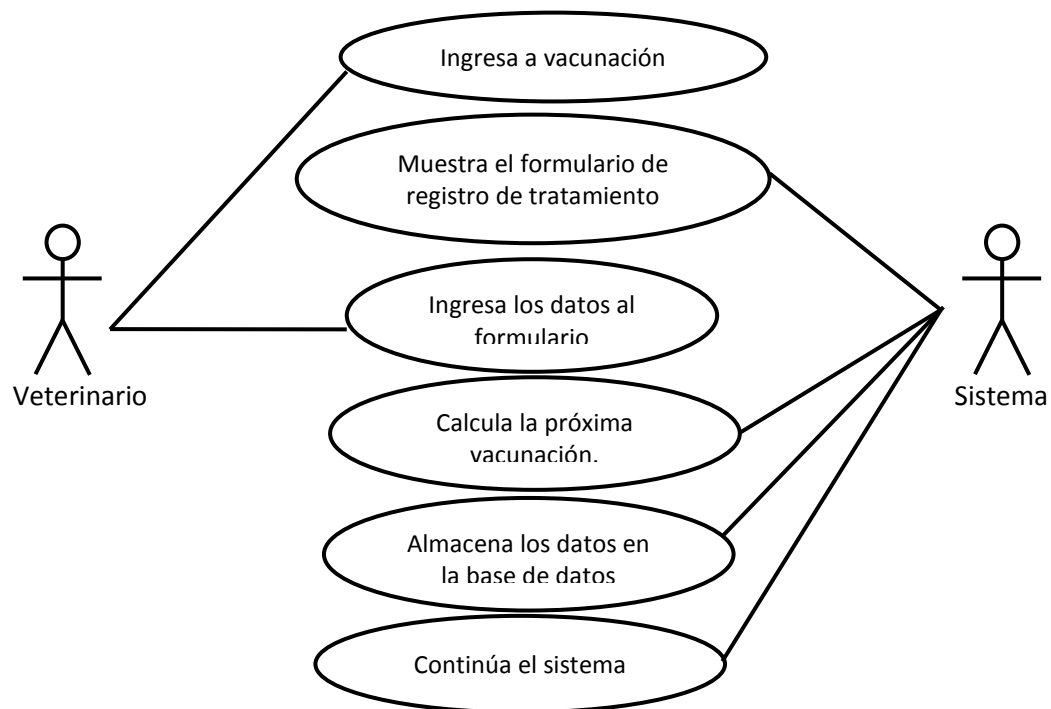 Ingresa a vacunación
Muestra el formulario de
registro de tratamiento
Ingresa los datos al
formulario
Veterinario
Sistema
Calcula la próxima
vacunación.
Almacena los datos en
la base de datos
Continúa el sistema